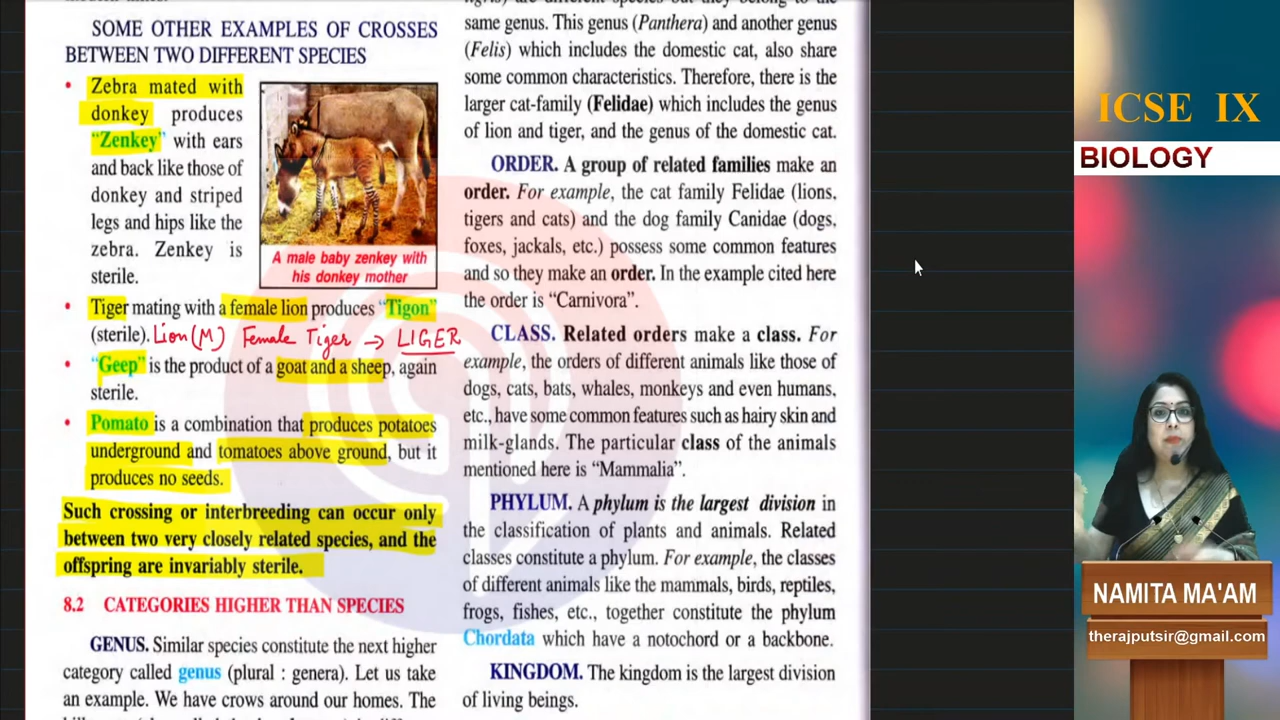 SOME OTHER EXAMPLES OF CROSSES
BETWEEN TWO DIFFERENT SPECIES
• Zebra mated with
donkey produces
"Zenkey" with ears
and back like those of
donkey and striped
legs and hips like the
zebra. Zenkey is
sterile.
A male baby zenkey with
his donkey mother
• Tiger mating with a female lion produces "Tigon"
(sterile). Lion(M) Female Tiger → LIGER
• "Geep" is the product of a goat and a sheep, again
sterile.
• Pomato is a combination that produces potatoes
underground and tomatoes above ground, but it
produces no seeds.
Such crossing or interbreeding can occur only
between two very closely related species, and the
offspring are invariably sterile.
8.2 CATEGORIES HIGHER THAN SPECIES
GENUS. Similar species constitute the next higher
category called genus (plural : genera). Let us take
an example. We have crows around our homes. The
same genus. This genus (Panthera) and another genus
(Felis) which includes the domestic cat, also share
some common characteristics. Therefore, there is the
larger cat-family (Felidae) which includes the genus
of lion and tiger, and the genus of the domestic cat.
ORDER. A group of related families make an
order. For example, the cat family Felidae (lions,
tigers and cats) and the dog family Canidae (dogs,
foxes, jackals, etc.) possess some common features
and so they make an order. In the example cited here
the order is "Carnivora".
CLASS. Related orders make a class. For
example, the orders of different animals like those of
dogs, cats, bats, whales, monkeys and even humans,
etc., have some common features such as hairy skin and
milk-glands. The particular class of the animals
mentioned here is "Mammalia".
PHYLUM. A phylum is the largest division in
the classification of plants and animals. Related
classes constitute a phylum. For example, the classes
of different animals like the mammals, birds, reptiles,
frogs, fishes, etc., together constitute the phylum
Chordata which have a notochord or a backbone.
KINGDOM. The kingdom is the largest division
of living beings.
ICSE IX
BIOLOGY
NAMITA MA'AM
therajputsir@gmail.com